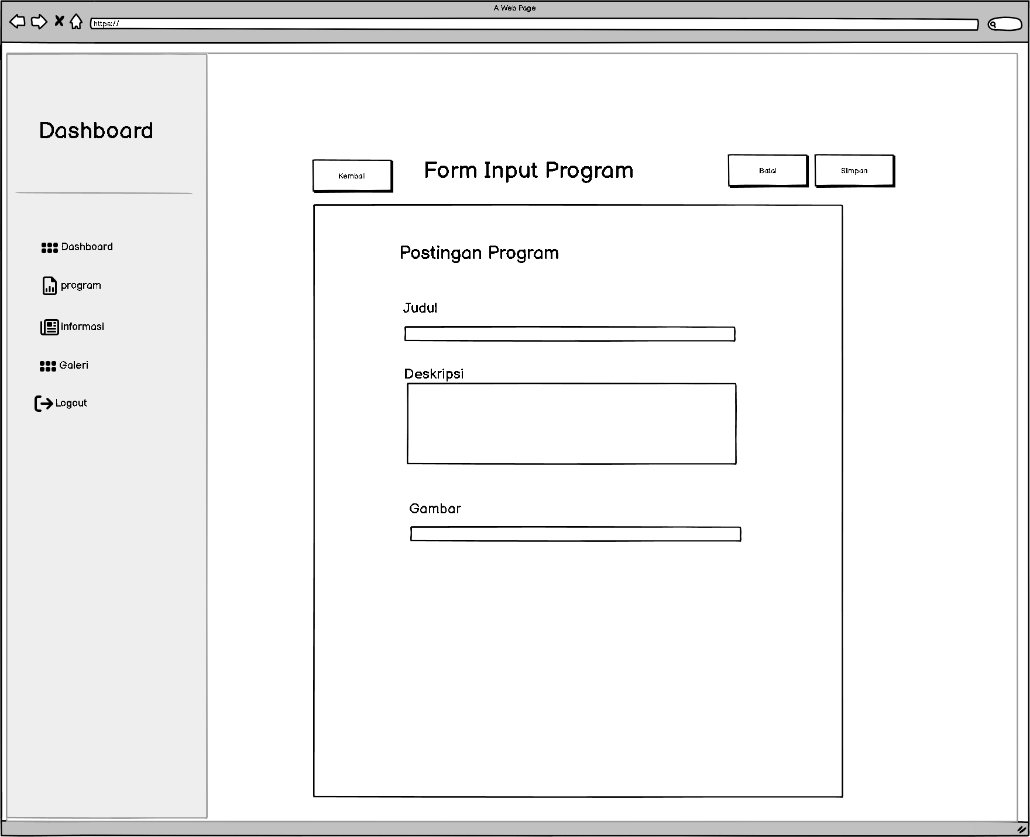 A Web Page
https://
Dashboard
Dashboard
program
Informasi
Galeri
Logout
Kembali
Form Input Program
Batal
Simpan
Postingan Program
Judul
Deskripsi
Gambar